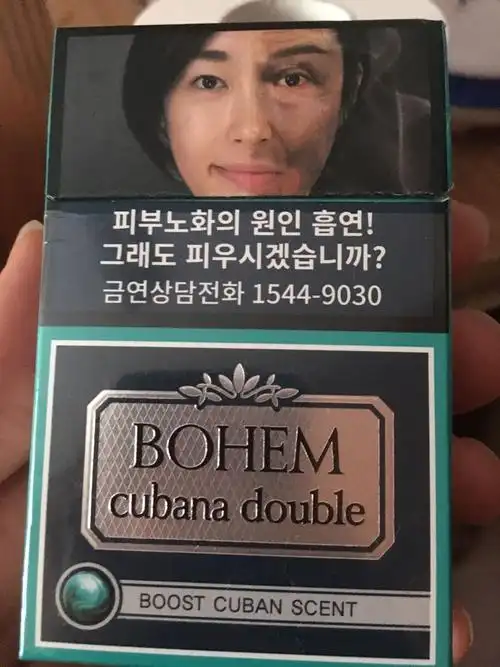 피부노화의 원인 흡연!
그래도 피우시겠습니까?
금연상담전화 1544-9030
BOHEM
cubana double
BOOST CUBAN SCENT